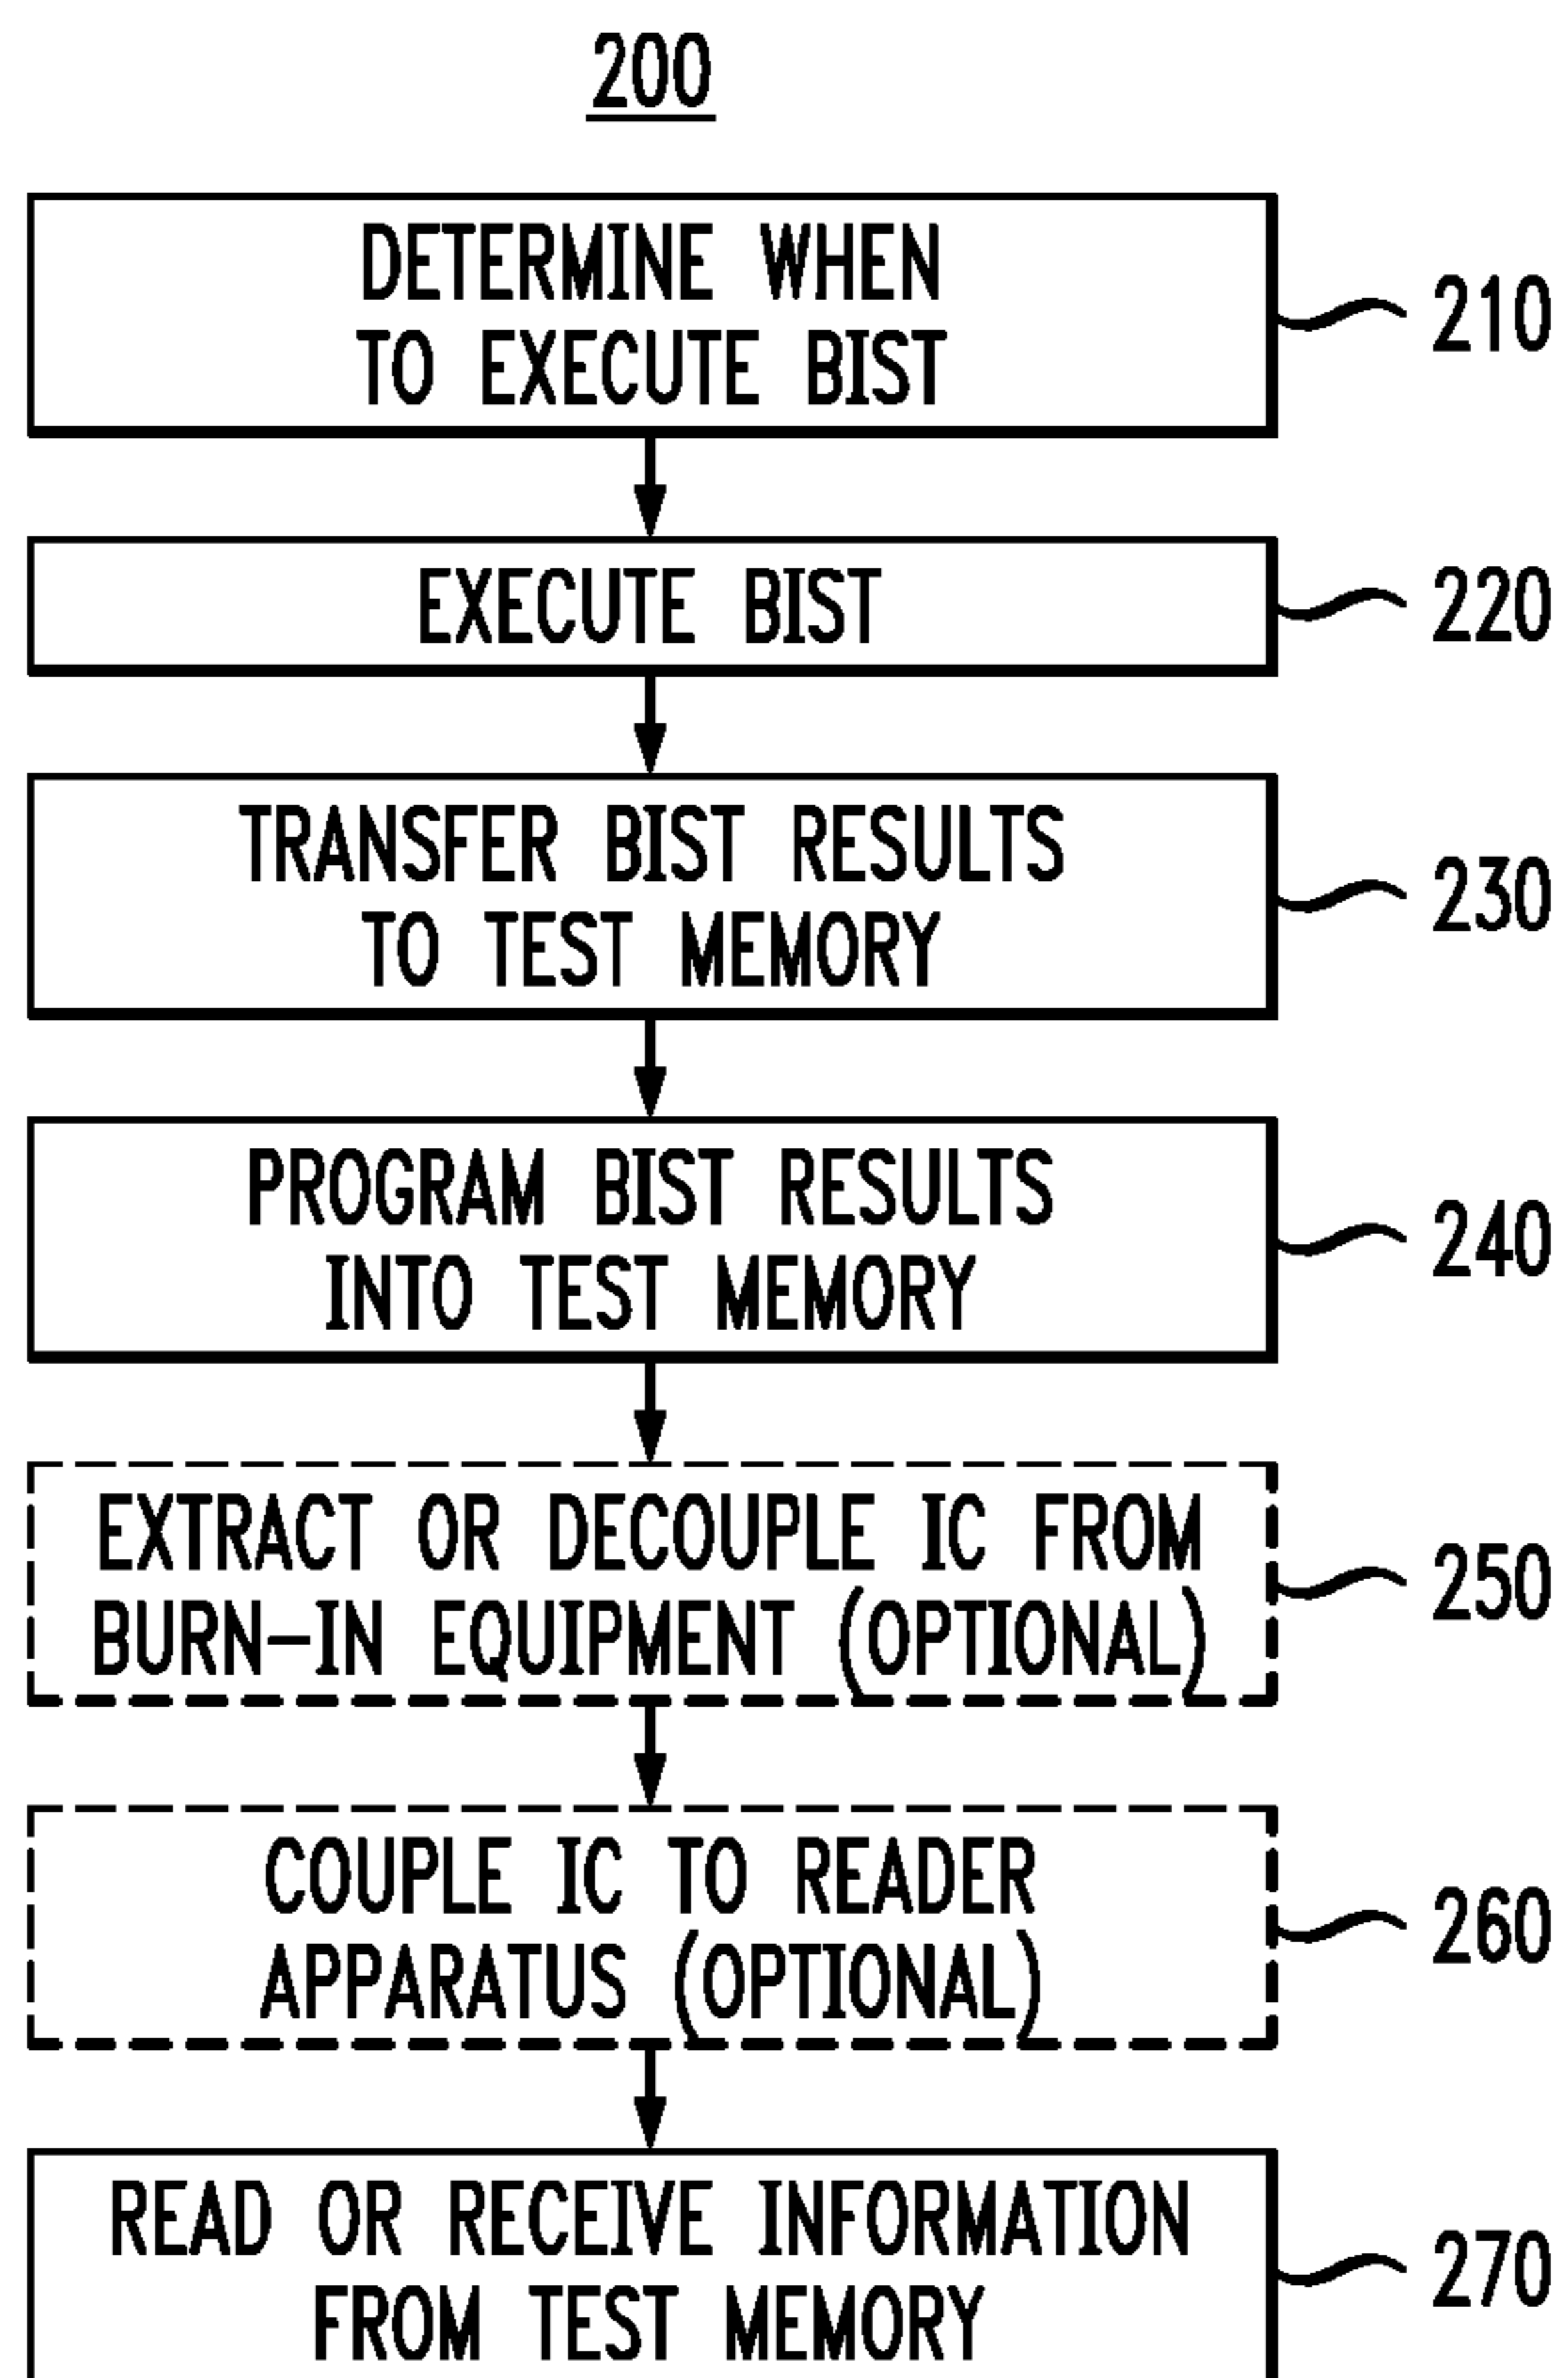 200
DETERMINE WHEN
TO EXECUTE BIST
210
EXECUTE BIST
220
TRANSFER BIST RESULTS
TO TEST MEMORY
230
PROGRAM BIST RESULTS
INTO TEST MEMORY
240
EXTRACT OR DECOUPLE IC FROM
BURN-IN EQUIPMENT (OPTIONAL)
250
COUPLE IC TO READER
APPARATUS (OPTIONAL)
260
READ OR RECEIVE INFORMATION
FROM TEST MEMORY
270